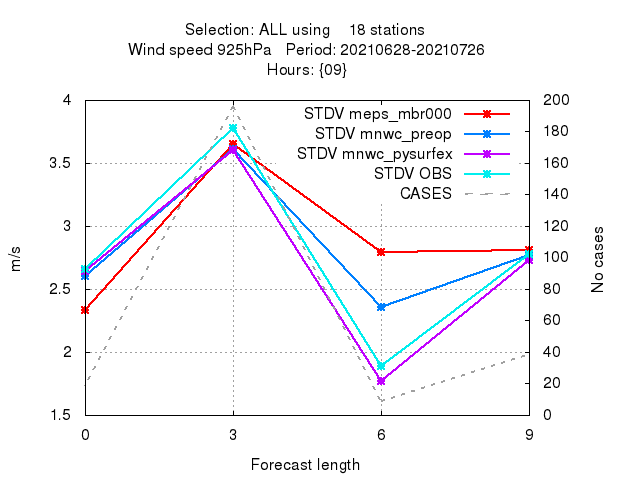 Selection: ALL using    18 stations
Wind speed 925hPa   Period: 20210628-20210726
Hours: {09}
STDV meps_mbr000
STDV mnwc_preop
STDV mnwc_pysurfex
STDV OBS
CASES
4
3.5
3
2.5
2
1.5
m/s
200
180
160
140
120
100
80
60
40
20
0
No cases
0 3 6 9
Forecast length